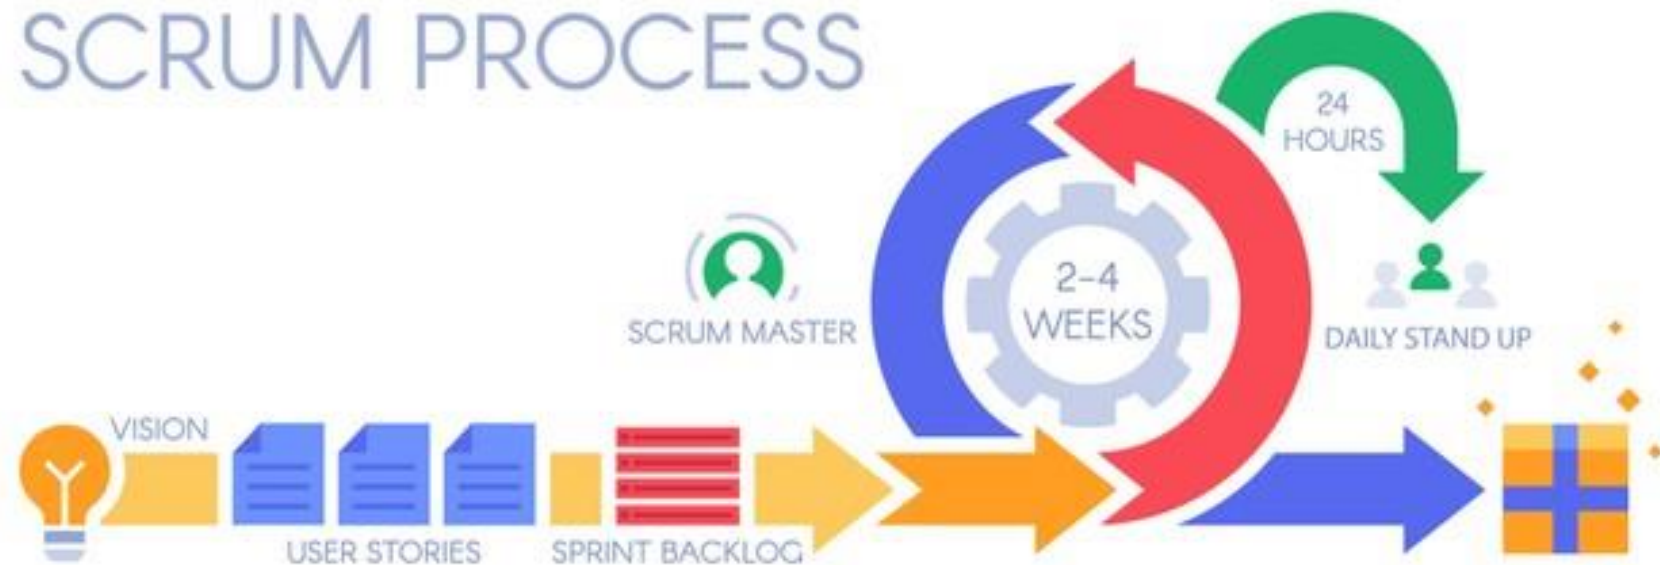 SCRUM PROCESS
24
HOURS
2-4
WEEKS
SCRUM MASTER
DAILY STAND UP
VISION
USER STORIES
SPRINT BACKLOG